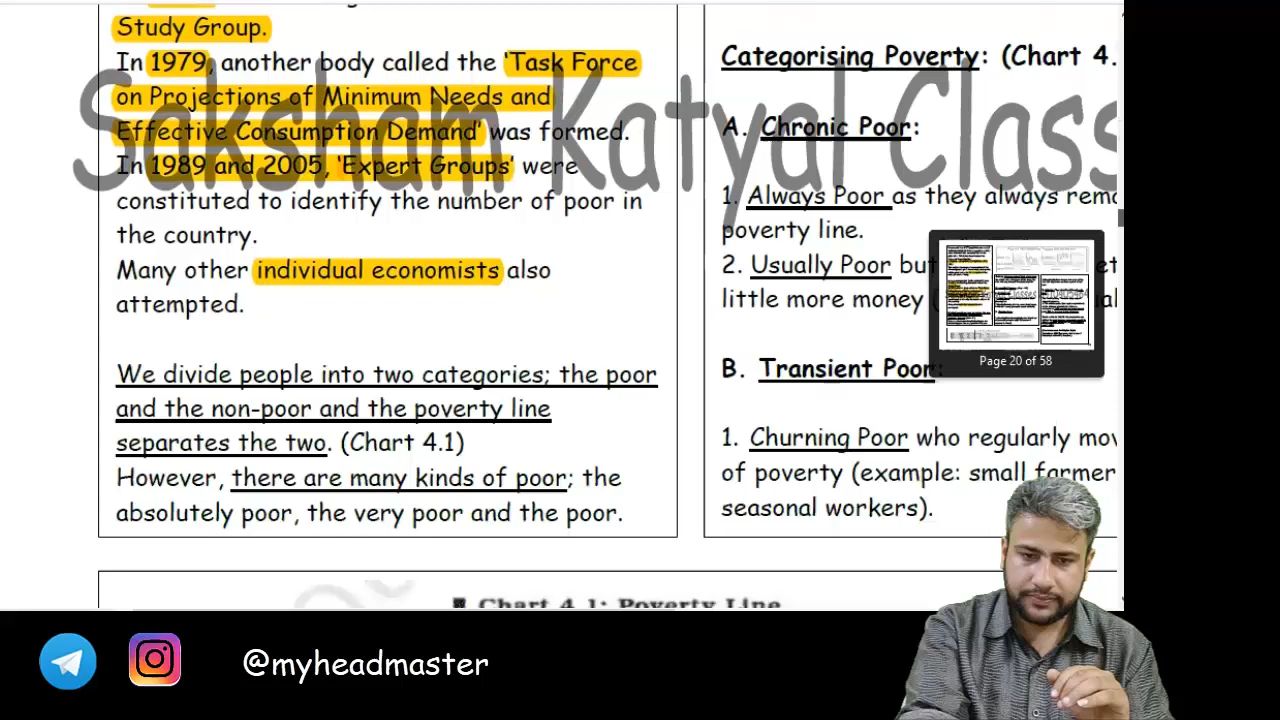 Study Group.
In 1979, another body called the ‘Task Force
on Projections of Minimum Needs and
Effective Consumption Demand’ was formed.
In 1989 and 2005, ‘Expert Groups’ were
constituted to identify the number of poor in
the country.
Many other individual economists also
attempted.
We divide people into two categories; the poor
and the non-poor and the poverty line
separates the two. (Chart 4.1)
However, there are many kinds of poor; the
absolutely poor, the very poor and the poor.
Categorising Poverty: (Chart 4.
A. Chronic Poor:
1. Always Poor as they always
poverty line.
2. Usually Poor
little more money
B. Transient Poor:
1. Churning Poor who regularly
of poverty (example: small farmer
seasonal workers).
Saksham Katyal Class
Page 20 of 58
Chart 4.1: Poverty Line
@myheadmaster